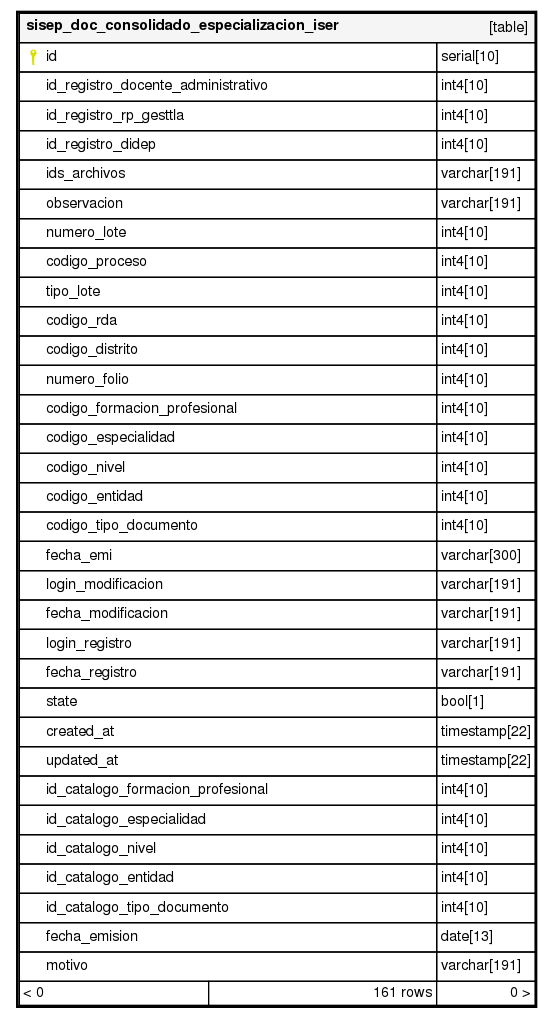 sisep_doc_consolidado_especializacion_iser [table]
id serial[10]
id_registro_docente_administrativo int4[10]
id_registro_rp_gesttla int4[10]
id_registro_didep int4[10]
ids_archivos varchar[191]
observacion varchar[191]
numero_lote int4[10]
codigo_proceso int4[10]
tipo_lote int4[10]
codigo_rda int4[10]
codigo_distrito int4[10]
numero_folio int4[10]
codigo_formacion_profesional int4[10]
codigo_especialidad int4[10]
codigo_nivel int4[10]
codigo_entidad int4[10]
codigo_tipo_documento int4[10]
fecha_emi varchar[300]
login_modificacion varchar[191]
fecha_modificacion varchar[191]
login_registro varchar[191]
fecha_registro varchar[191]
state bool[1]
created_at timestamp[22]
updated_at timestamp[22]
id_catalogo_formacion_profesional int4[10]
id_catalogo_especialidad int4[10]
id_catalogo_nivel int4[10]
id_catalogo_entidad int4[10]
id_catalogo_tipo_documento int4[10]
fecha_emision date[13]
motivo varchar[191]
< 0 161 rows 0 >